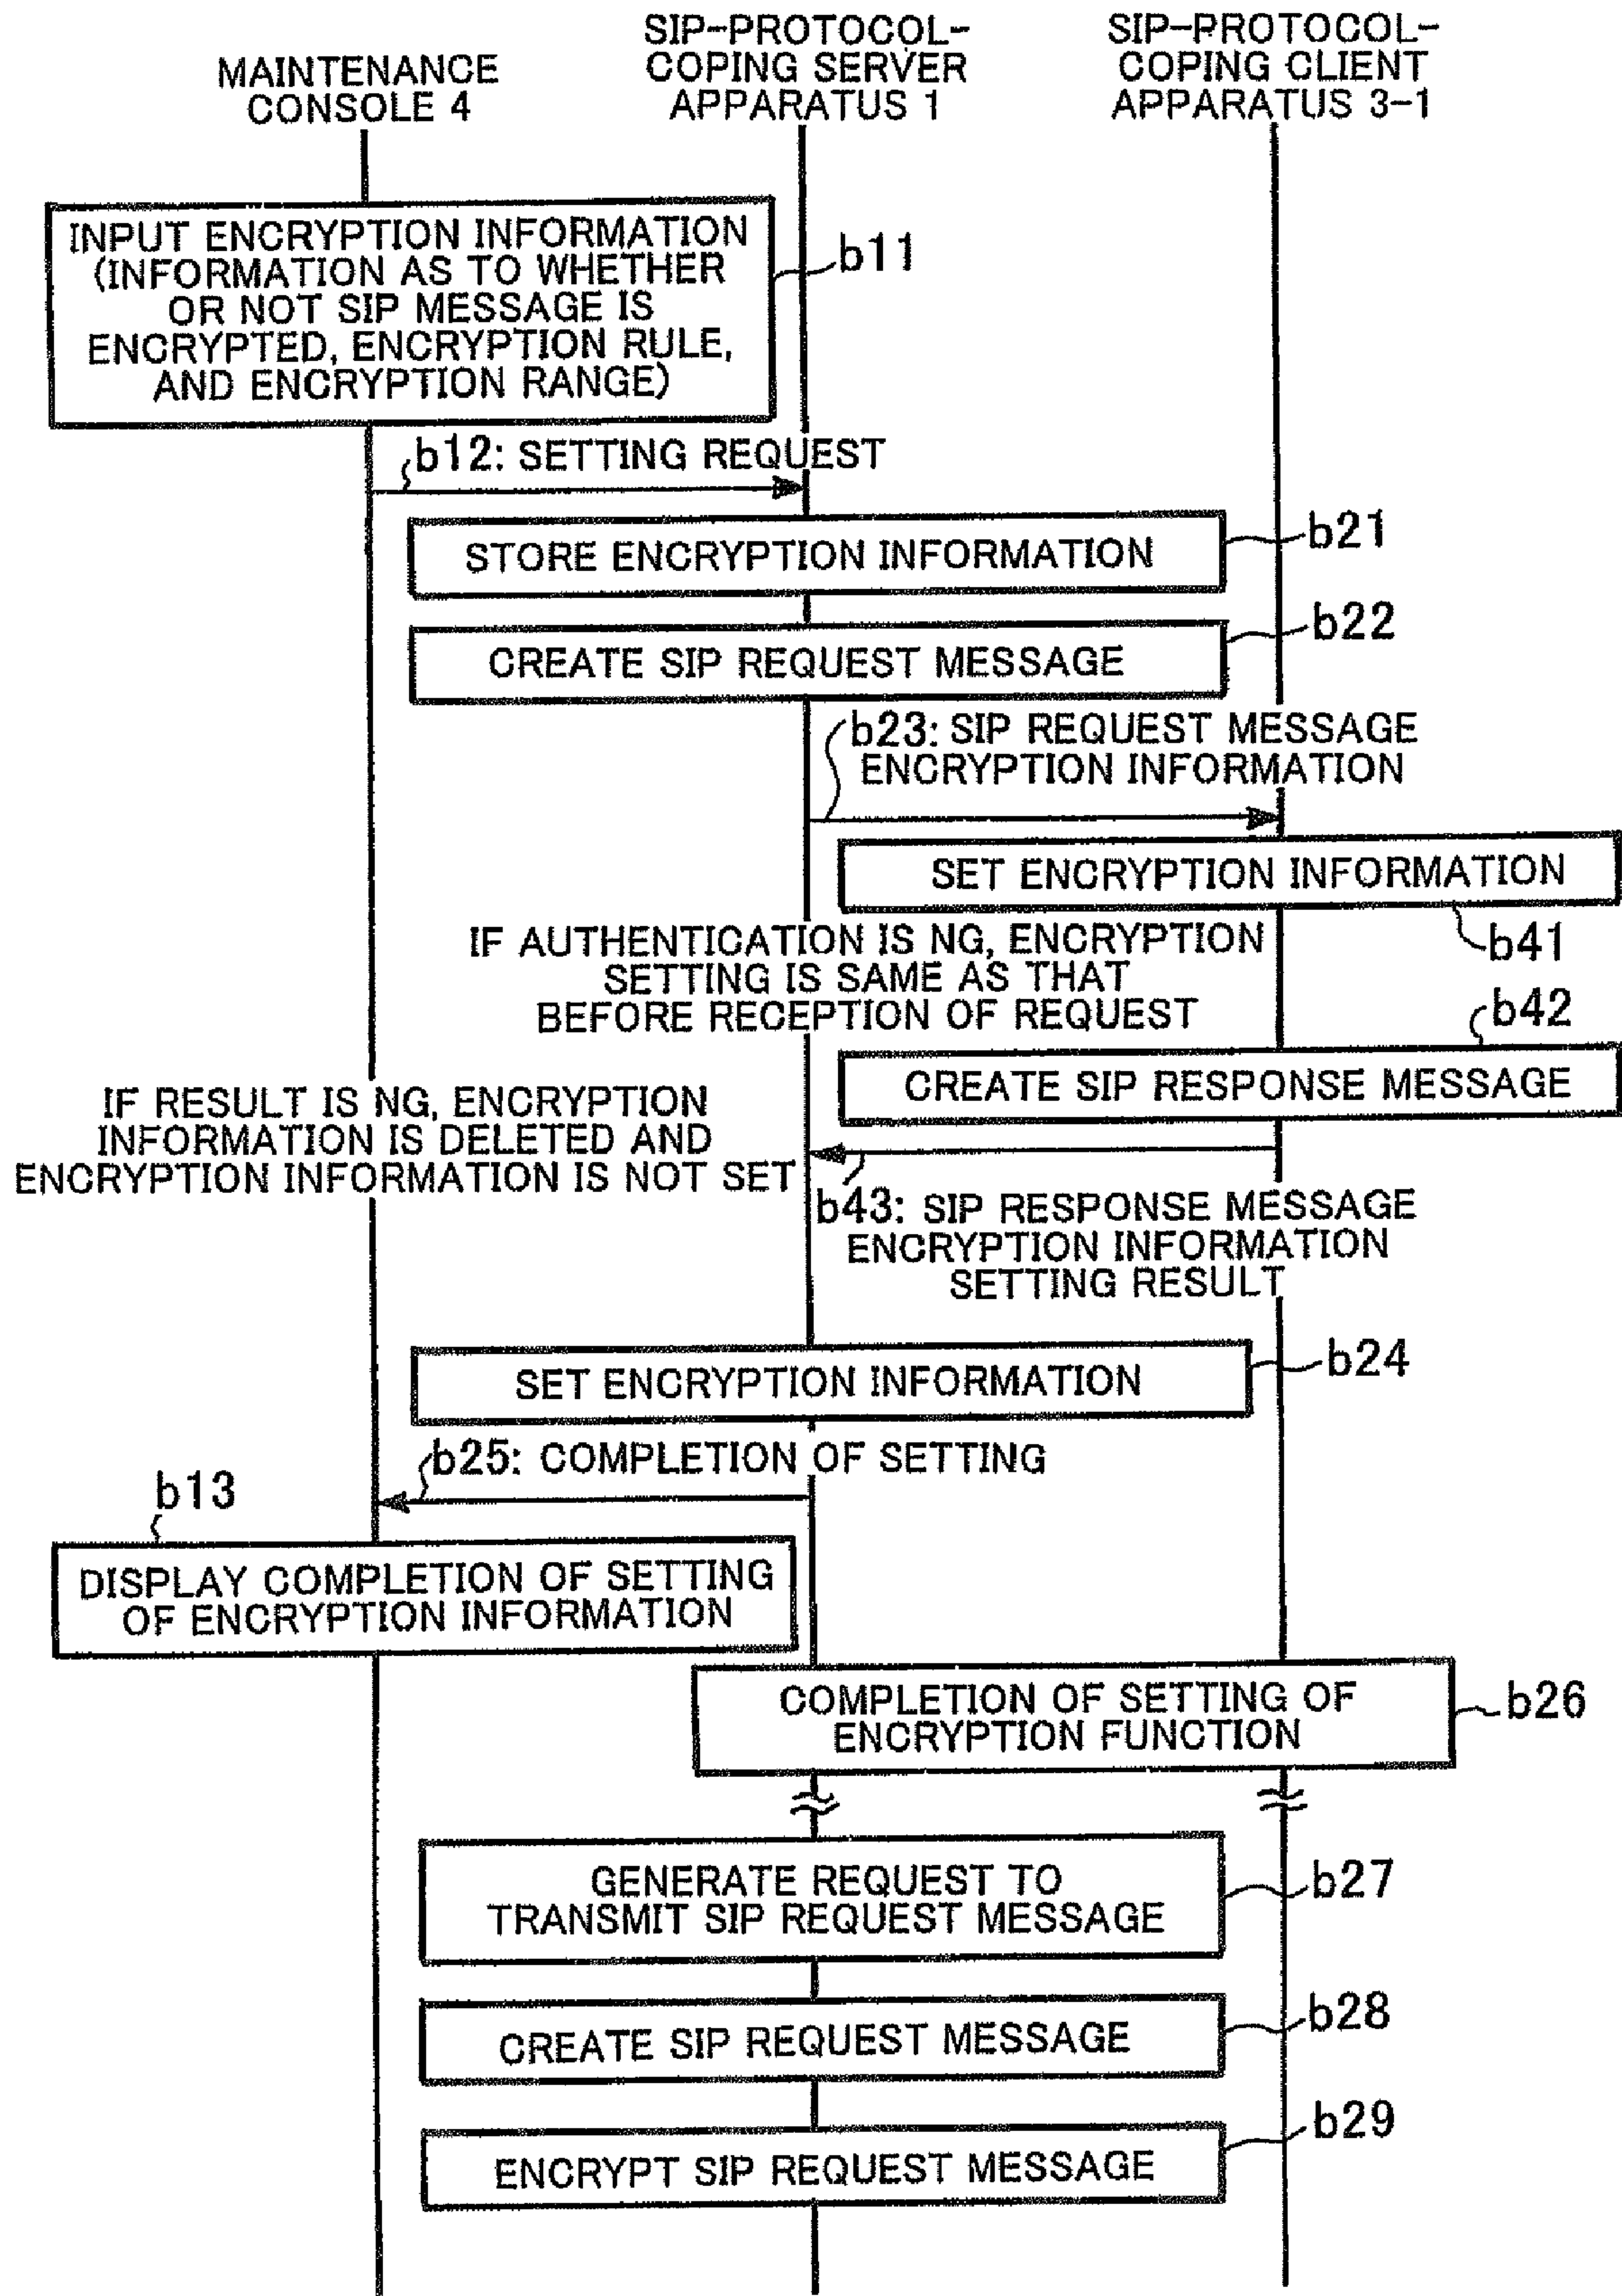 MAINTENANCE
CONSOLE 4
SIP-PROTOCOL-
COPING SERVER
APPARATUS 1
SIP-PROTOCOL-
COPING CLIENT
APPARATUS 3-1
INPUT ENCRYPTION INFORMATION
(INFORMATION AS TO WHETHER
OR NOT SIP MESSAGE IS
ENCRYPTED, ENCRYPTION RULE,
AND ENCRYPTION RANGE)
b11
b12: SETTING REQUEST
STORE ENCRYPTION INFORMATION
b21
CREATE SIP REQUEST MESSAGE
b22
b23: SIP REQUEST MESSAGE
ENCRYPTION INFORMATION
SET ENCRYPTION INFORMATION
b41
IF AUTHENTICATION IS NG, ENCRYPTION
SETTING IS SAME AS THAT
BEFORE RECEPTION OF REQUEST
b42
CREATE SIP RESPONSE MESSAGE
IF RESULT IS NG, ENCRYPTION
INFORMATION IS DELETED AND
ENCRYPTION INFORMATION IS NOT SET
b43: SIP RESPONSE MESSAGE
ENCRYPTION INFORMATION
SETTING RESULT
SET ENCRYPTION INFORMATION
b24
b25: COMPLETION OF SETTING
b13
DISPLAY COMPLETION OF SETTING
OF ENCRYPTION INFORMATION
COMPLETION OF SETTING OF
ENCRYPTION FUNCTION
b26
GENERATE REQUEST TO
TRANSMIT SIP REQUEST MESSAGE
b27
CREATE SIP REQUEST MESSAGE
b28
ENCRYPT SIP REQUEST MESSAGE
b29